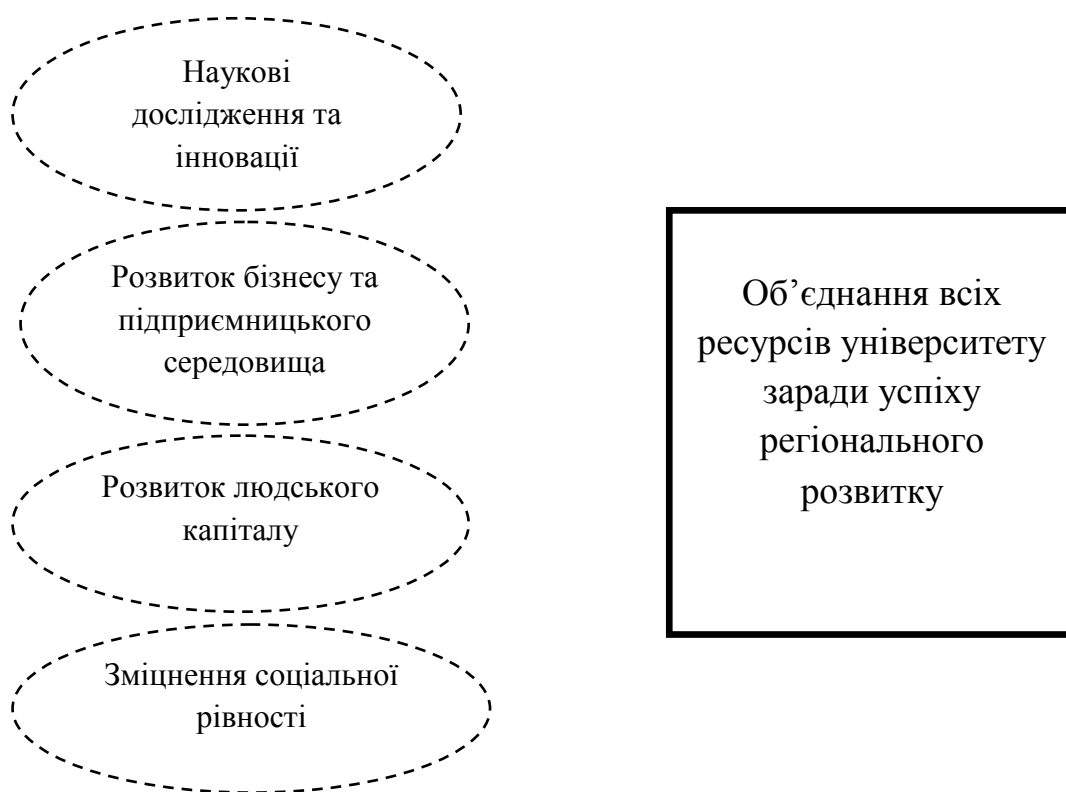 Наукові
дослідження та
інновації
Розвиток бізнесу та
підприємницького
середовища
Розвиток людського
капіталу
Зміцнення соціальної
рівності
Об’єднання всіх
ресурсів університету
заради успіху
регіонального
розвитку